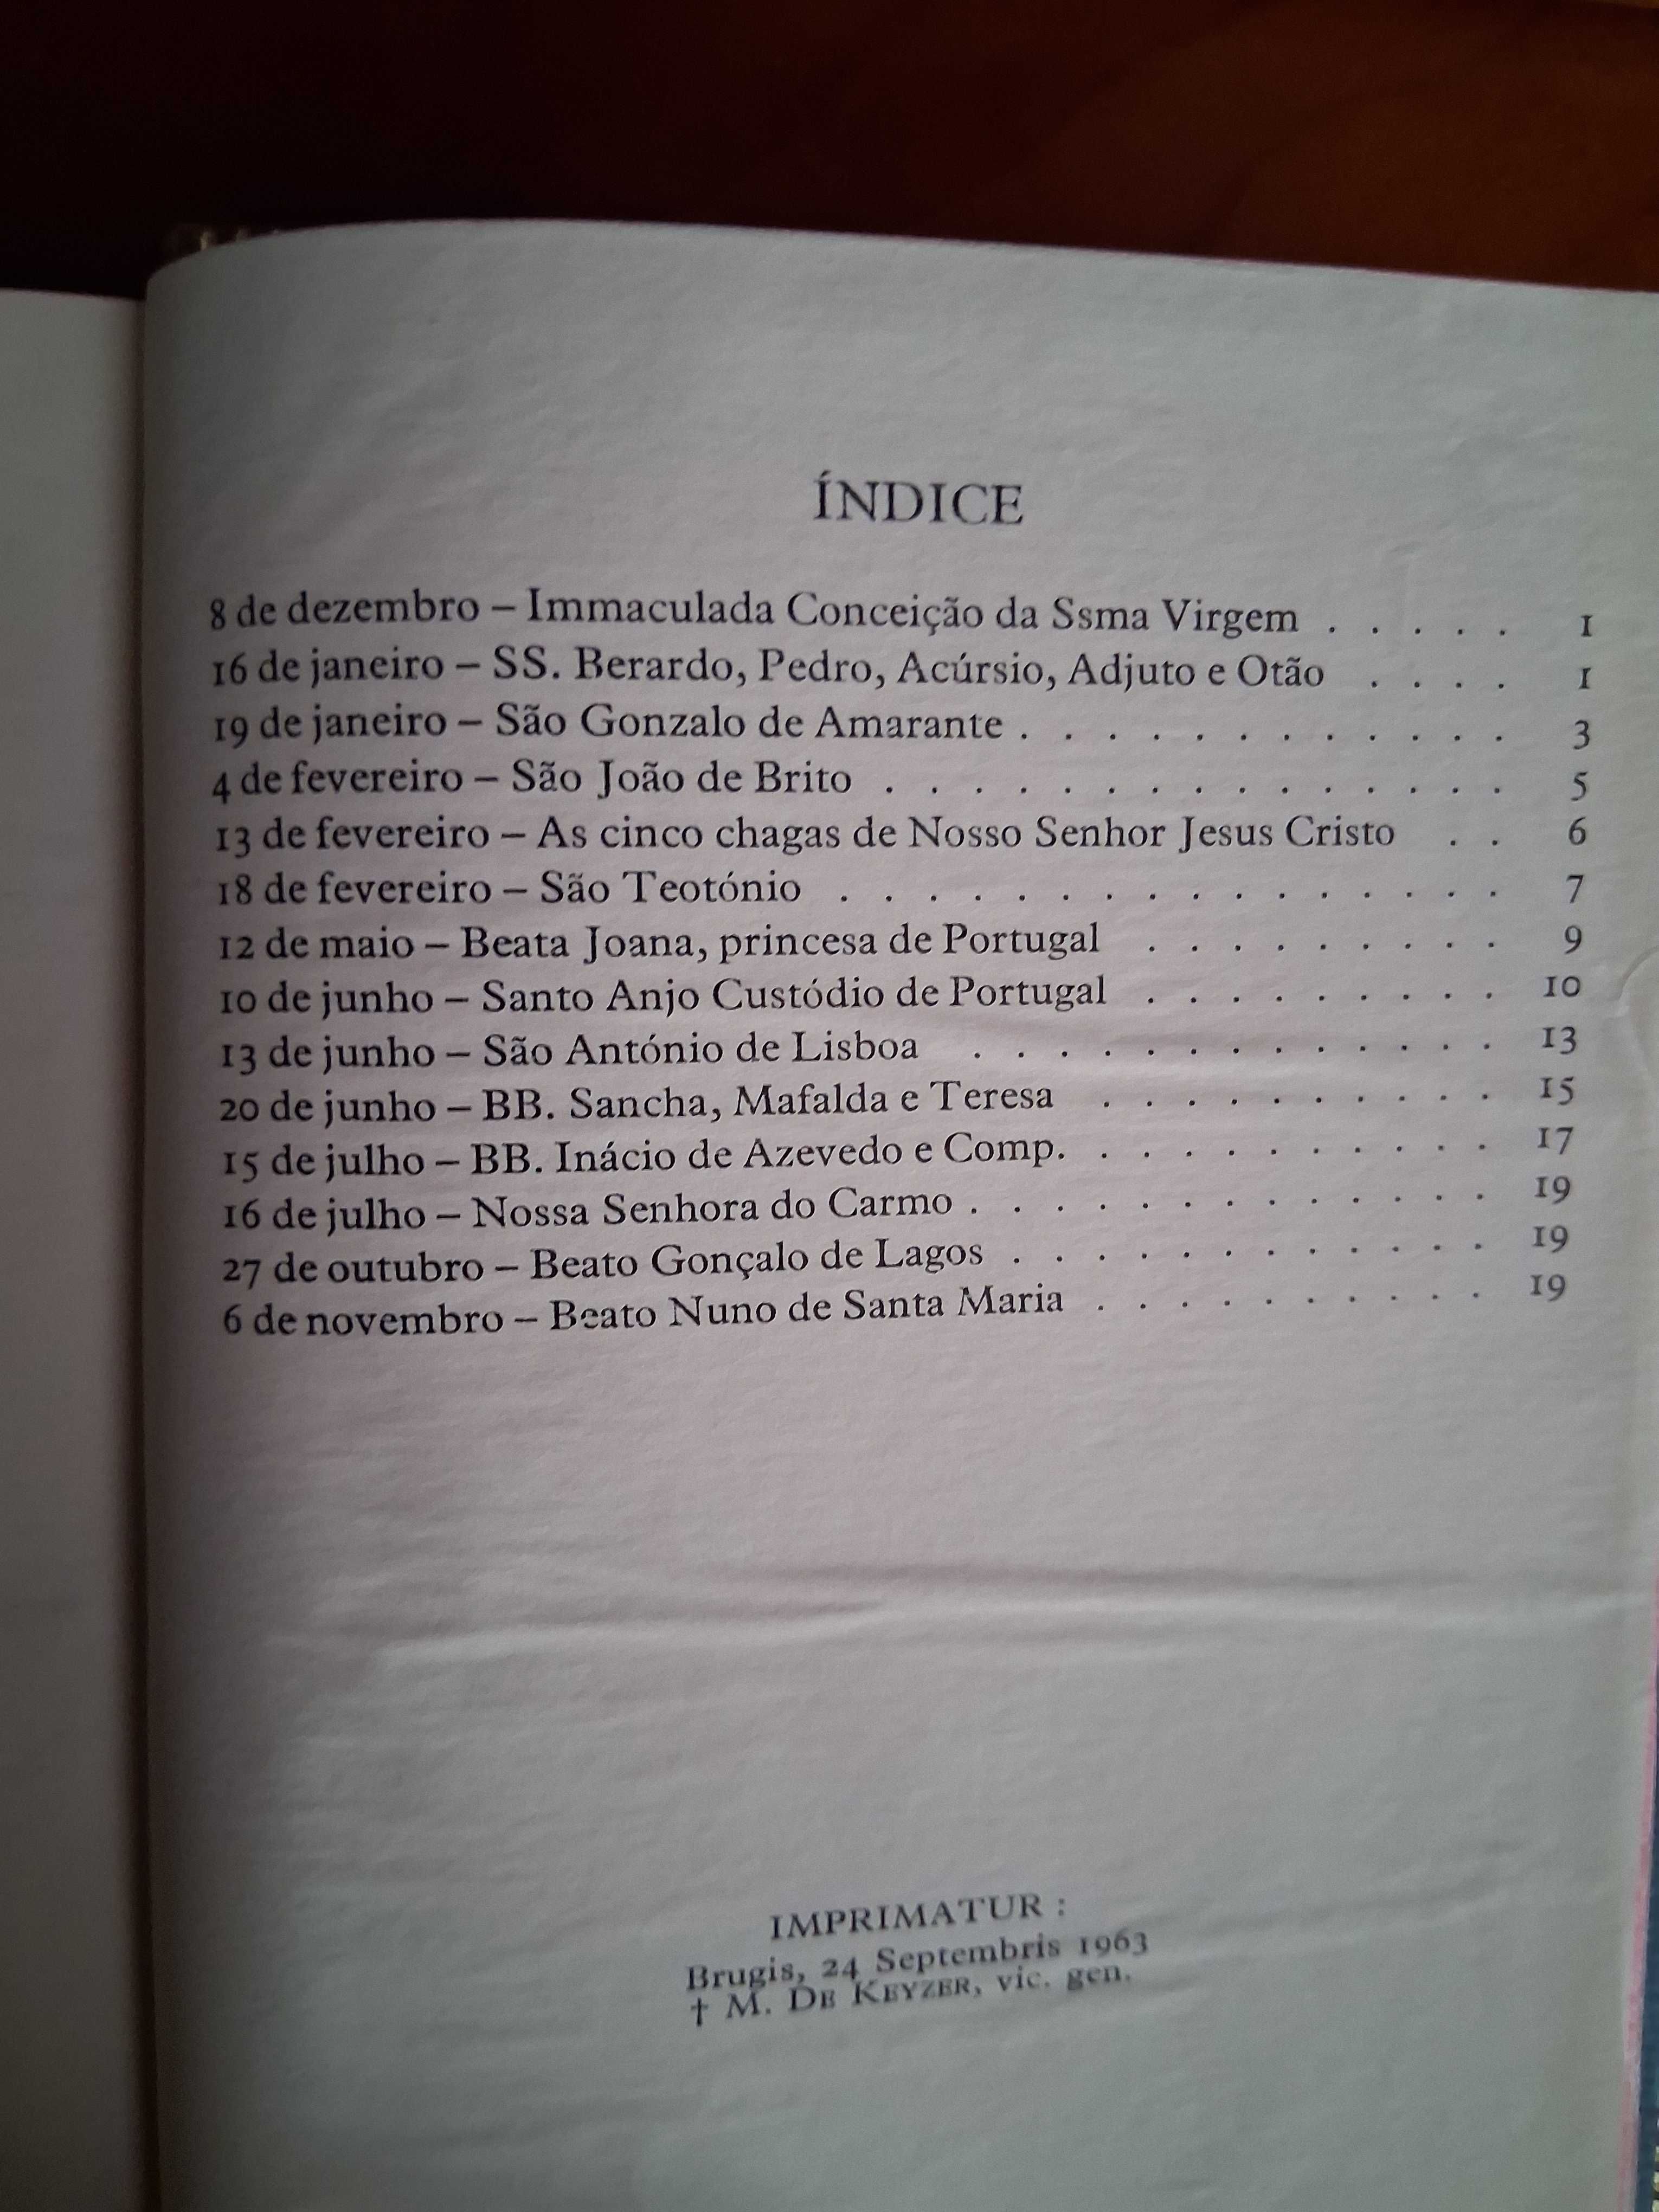 ÍNDICE
8 de dezembro – Immaculada Conceição da Ssma Virgem . . . . . 1
16 de janeiro – SS. Berardo, Pedro, Acúrsio, Adjuto e Otão . . . . 1
19 de janeiro – São Gonzalo de Amarante . . . . . . . . . . . . 3
4 de fevereiro – São João de Brito . . . . . . . . . . . . . . . 5
13 de fevereiro – As cinco chagas de Nosso Senhor Jesus Cristo . . 6
18 de fevereiro – São Teotónio . . . . . . . . . . . . . . . . 7
12 de maio – Beata Joana, princesa de Portugal . . . . . . . . . 9
10 de junho – Santo Anjo Custódio de Portugal . . . . . . . . . 10
13 de junho – São António de Lisboa . . . . . . . . . . . . . 13
20 de junho – BB. Sancha, Mafalda e Teresa . . . . . . . . . . 15
15 de julho – BB. Inácio de Azevedo e Comp. . . . . . . . . . . 17
16 de julho – Nossa Senhora do Carmo . . . . . . . . . . . . . 19
27 de outubro – Beato Gonçalo de Lagos . . . . . . . . . . . . 19
6 de novembro – Beato Nuno de Santa Maria . . . . . . . . . . 19
IMPRIMATUR :
Brugis, 24 Septembris 1963
† M. DE KEYZER, vic. gen.